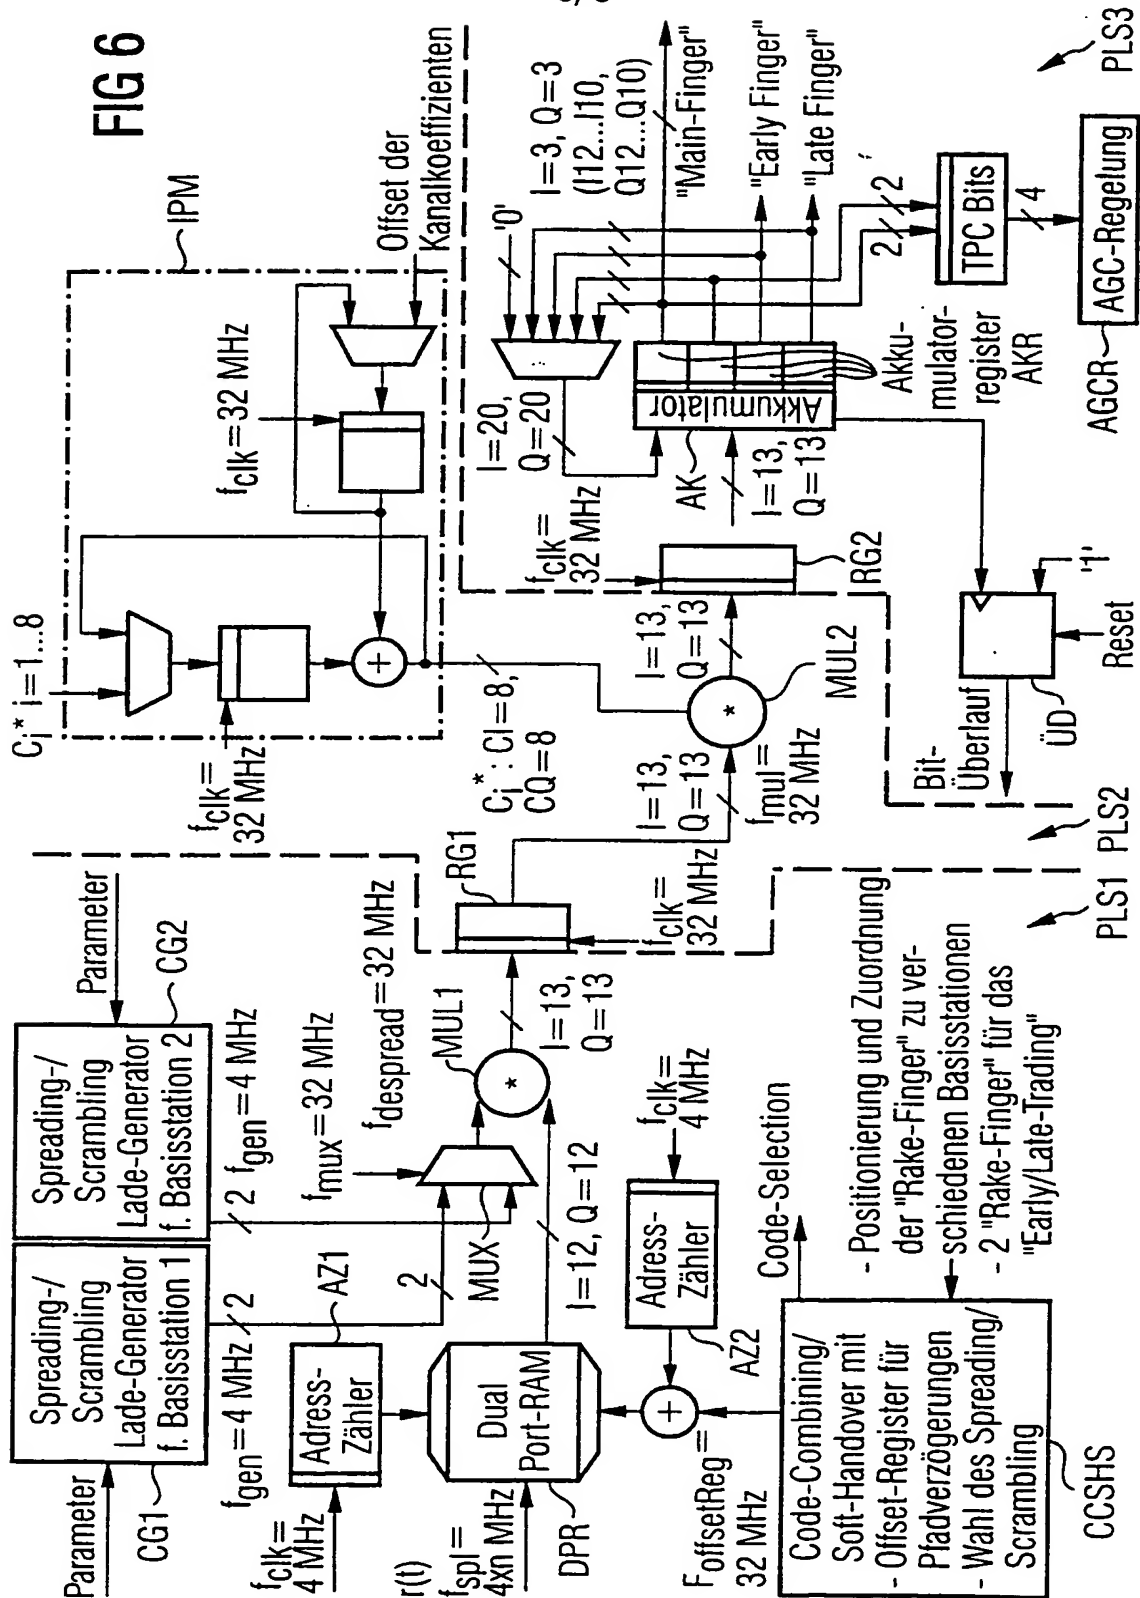 FIG 6
IPM
C_i* i=1...8
f_clk=
32 MHz
f_clk=32 MHz
Offset der
Kanalkoeffizienten
C_i* : CI=8,
CQ=8
Parameter
Spreading-/
Scrambling
Lade-Generator
f. Basisstation 1
CG1
f_gen=4 MHz
2
Parameter
Spreading-/
Scrambling
Lade-Generator
f. Basisstation 2
CG2
2
f_gen=4 MHz
f_mux=32 MHz
MUX
2
f_despread=32 MHz
MUL1
*
I=13,
Q=13
RG1
f_clk=
32 MHz
I=13,
Q=13
f_mul=
32 MHz
*
MUL2
I=13,
Q=13
RG2
f_clk=
32 MHz
I=13,
Q=13
AK
Akkumulator
I=20,
Q=20
'0'
I=3, Q=3
(I12...I10,
Q12...Q10)
"Main-Finger"
"Early Finger"
"Late Finger"
Akku-
mulator-
register
AKR
2
2
TPC Bits
4
AGC-Regelung
AGCR
PLS3
'1'
Reset
ÜD
Bit-
Überlauf
PLS2
PLS1
f_clk=
4 MHz
Adress-
Zähler
AZ1
r(t)
f_spl=
4xn MHz
Dual
Port-RAM
DPR
I=12, Q=12
f_clk=
4 MHz
Adress-
Zähler
AZ2
+
+
F_offsetReg=
32 MHz
Code-Combining/
Soft-Handover mit
- Offset-Register für
Pfadverzögerungen
- Wahl des Spreading/
Scrambling
CCSHS
Code-Selection
- Positionierung und Zuordnung
der "Rake-Finger" zu ver-
schiedenen Basisstationen
- 2 "Rake-Finger" für das
"Early/Late-Trading"